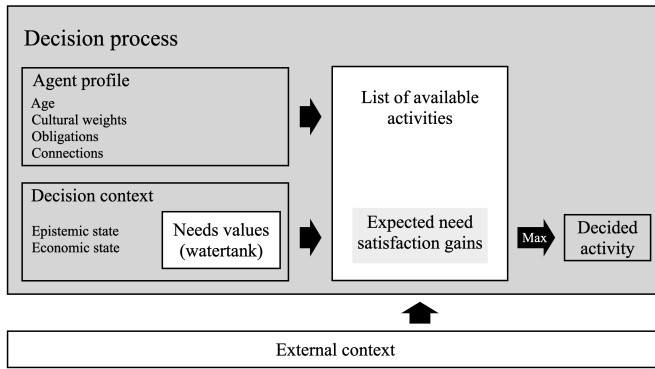 Decision process
Agent profile
Age
Cultural weights
Obligations
Connections
Decision context
Epistemic state
Economic state
Needs values
(watertank)
List of available
activities
Expected need
satisfaction gains
Max
Decided
activity
External context